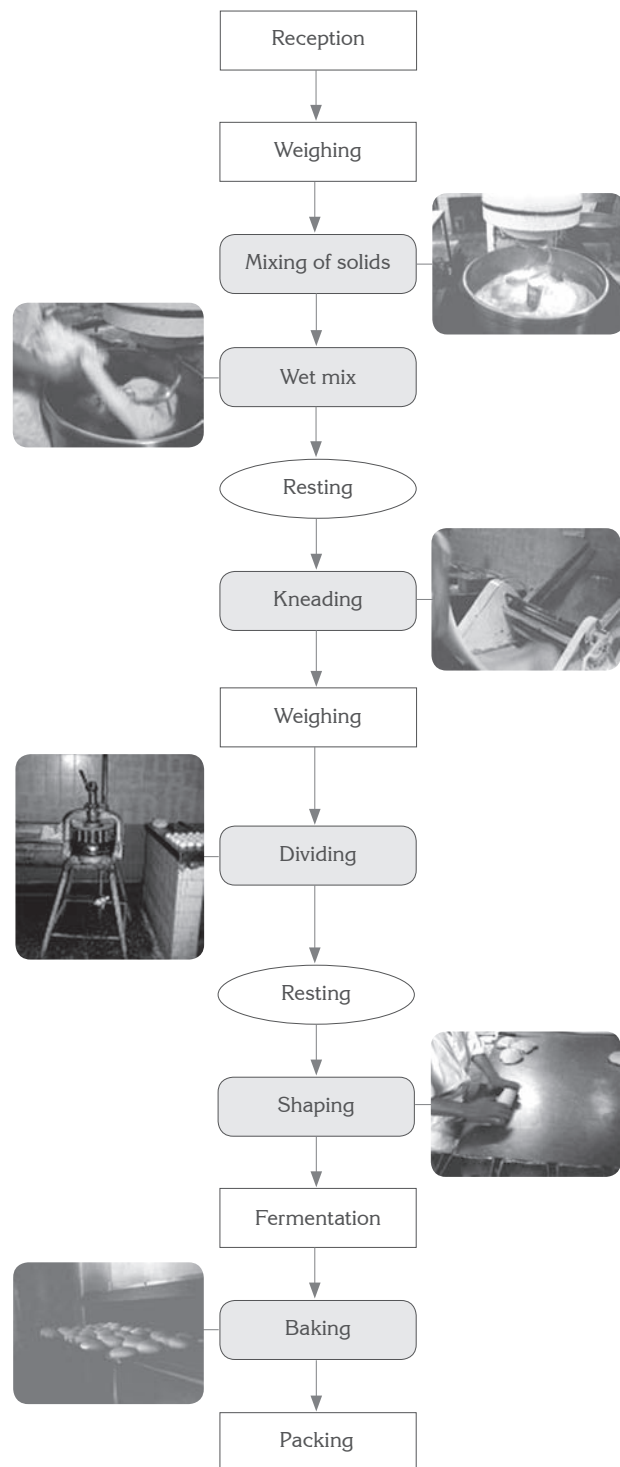 Reception
Weighing
Mixing of solids
Wet mix
Resting
Kneading
Weighing
Dividing
Resting
Shaping
Fermentation
Baking
Packing